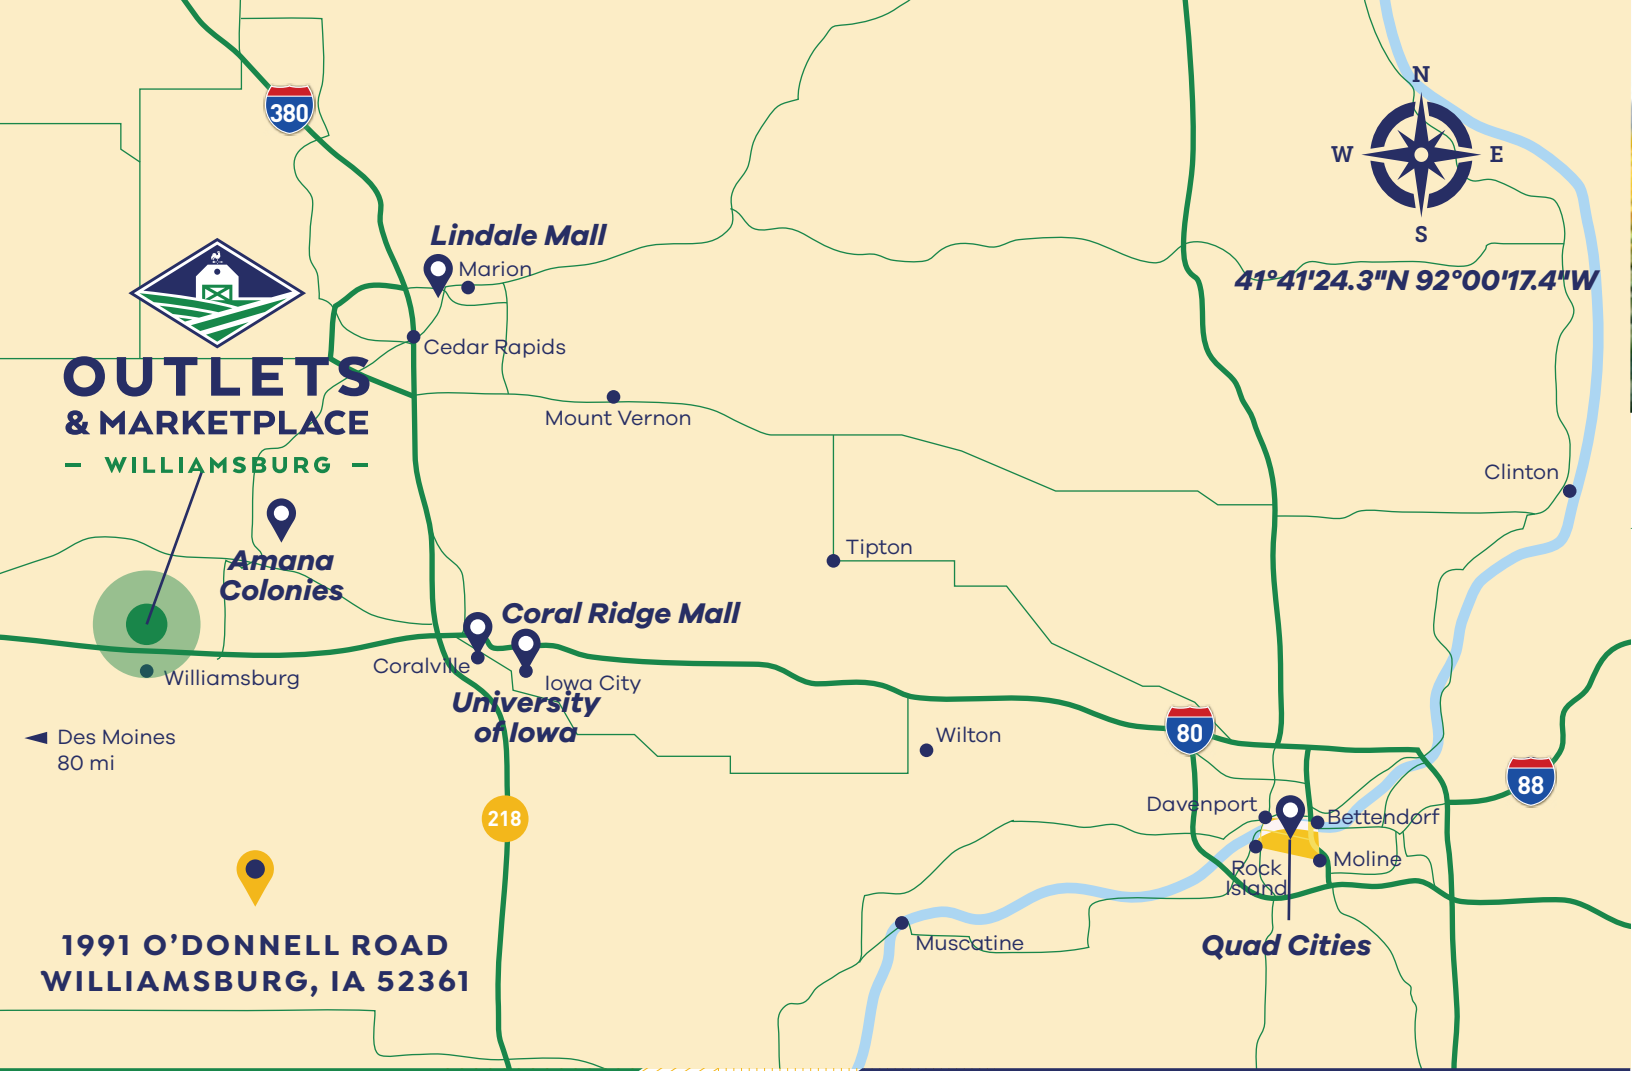 N
W
E
S
380
Lindale Mall
Marion
41°41'24.3"N 92°00'17.4"W
Cedar Rapids
OUTLETS
& MARKETPLACE
– WILLIAMSBURG –
Mount Vernon
Clinton
Tipton
Amana
Colonies
Coral Ridge Mall
Coralville
Iowa City
Williamsburg
University
of Iowa
Des Moines
80 mi
Wilton
80
88
Davenport
Bettendorf
218
Moline
Rock
Island
Muscatine
Quad Cities
1991 O’DONNELL ROAD
WILLIAMSBURG, IA 52361